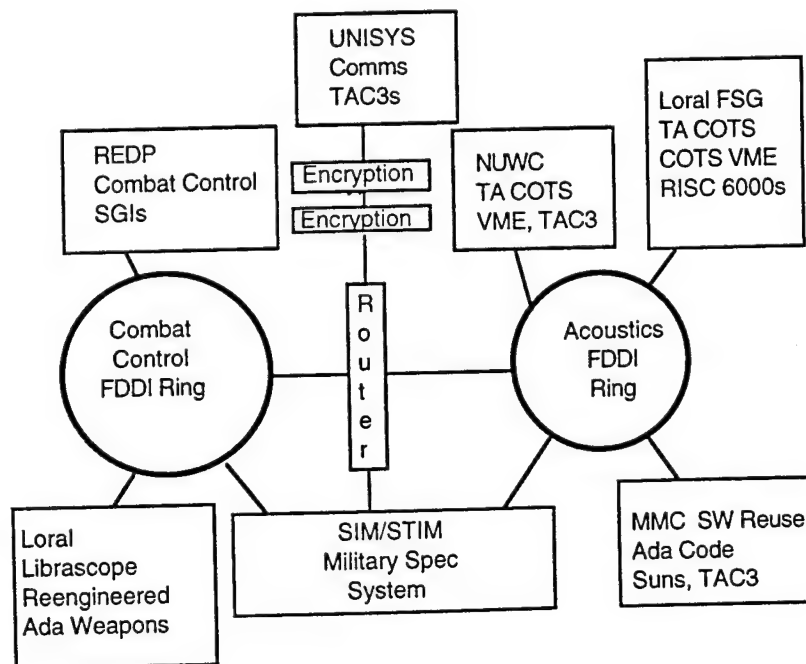 UNISYS
Comms
TAC3s
Loral FSG
TA COTS
COTS VME
RISC 6000s
REDP
Combat Control
SGIs
Encryption
Encryption
NUWC
TA COTS
VME, TAC3
Router
Combat
Control
FDDI Ring
Acoustics
FDDI
Ring
Loral
Librascope
Reengineered
Ada Weapons
SIM/STIM
Military Spec
System
MMC SW Reuse
Ada Code
Suns, TAC3